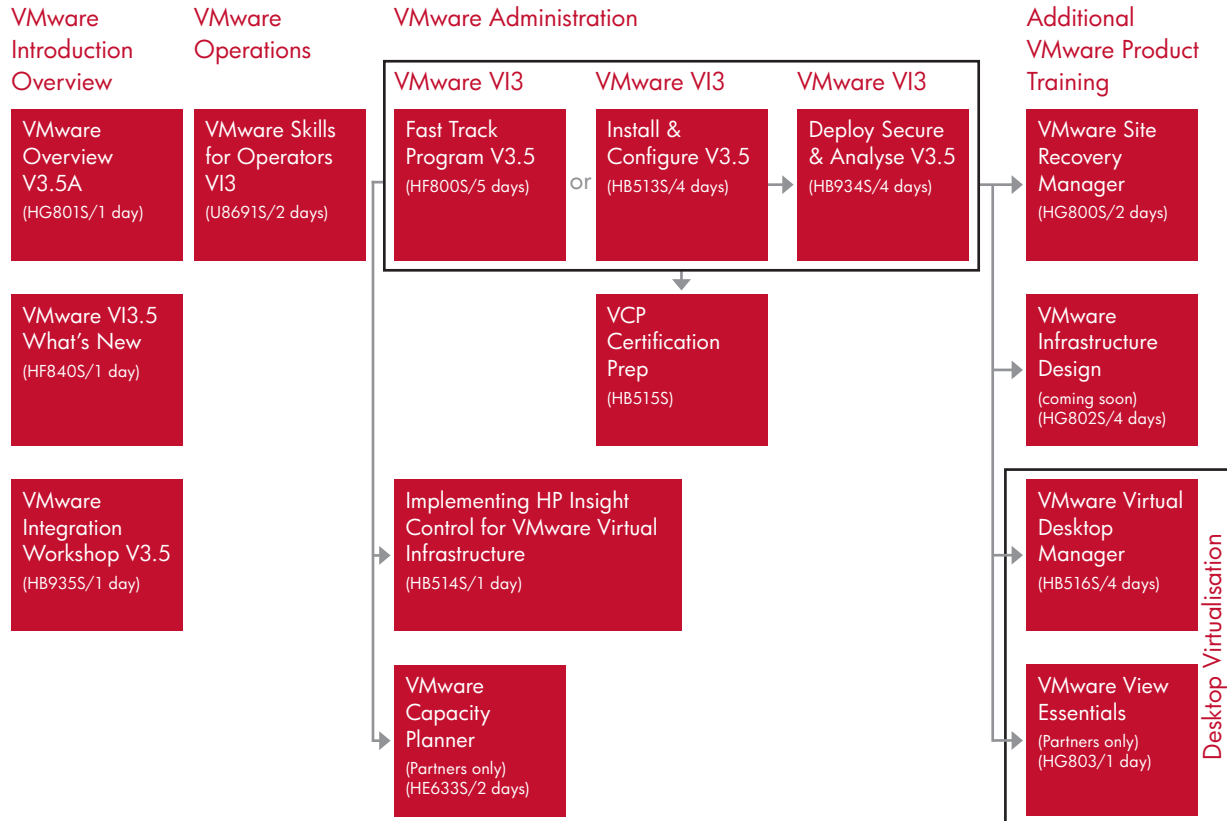 VMware
Introduction
Overview
VMware
Operations
VMware Administration
Additional
VMware Product
Training
VMware VI3
VMware VI3
VMware VI3
VMware
Overview
V3.5A
(HG801S/1 day)
VMware Skills
for Operators
VI3
(U8691S/2 days)
Fast Track
Program V3.5
(HF800S/5 days)
or
Install &
Configure V3.5
(HB513S/4 days)
Deploy Secure
& Analyse V3.5
(HB934S/4 days)
VMware Site
Recovery
Manager
(HG800S/2 days)
VMware VI3.5
What's New
(HF840S/1 day)
VCP
Certification
Prep
(HB515S)
VMware
Infrastructure
Design
(coming soon)
(HG802S/4 days)
VMware
Integration
Workshop V3.5
(HB935S/1 day)
Implementing HP Insight
Control for VMware Virtual
Infrastructure
(HB514S/1 day)
VMware Virtual
Desktop
Manager
(HB516S/4 days)
VMware
Capacity
Planner
(Partners only)
(HE633S/2 days)
VMware View
Essentials
(Partners only)
(HG803/1 day)
Desktop Virtualisation